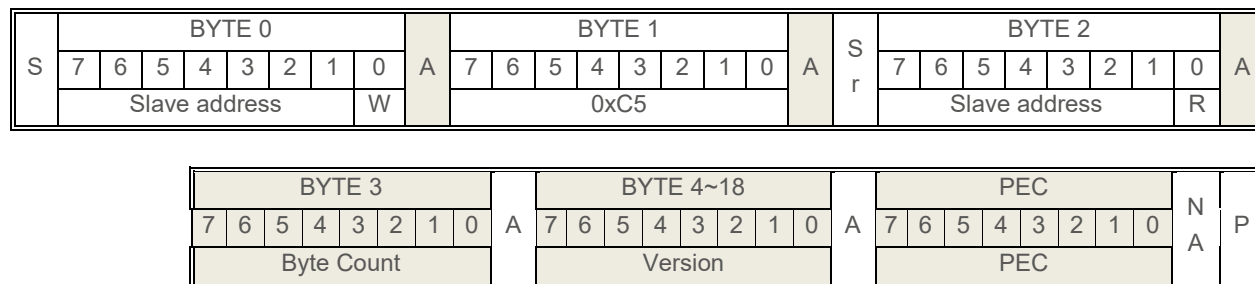 BYTE 0 BYTE 1 BYTE 2
S 7 6 5 4 3 2 1 0 A 7 6 5 4 3 2 1 0 A Sr 7 6 5 4 3 2 1 0 A
Slave address W 0xC5 Slave address R
BYTE 3 BYTE 4~18 PEC
7 6 5 4 3 2 1 0 A 7 6 5 4 3 2 1 0 A 7 6 5 4 3 2 1 0 NA P
Byte Count Version PEC